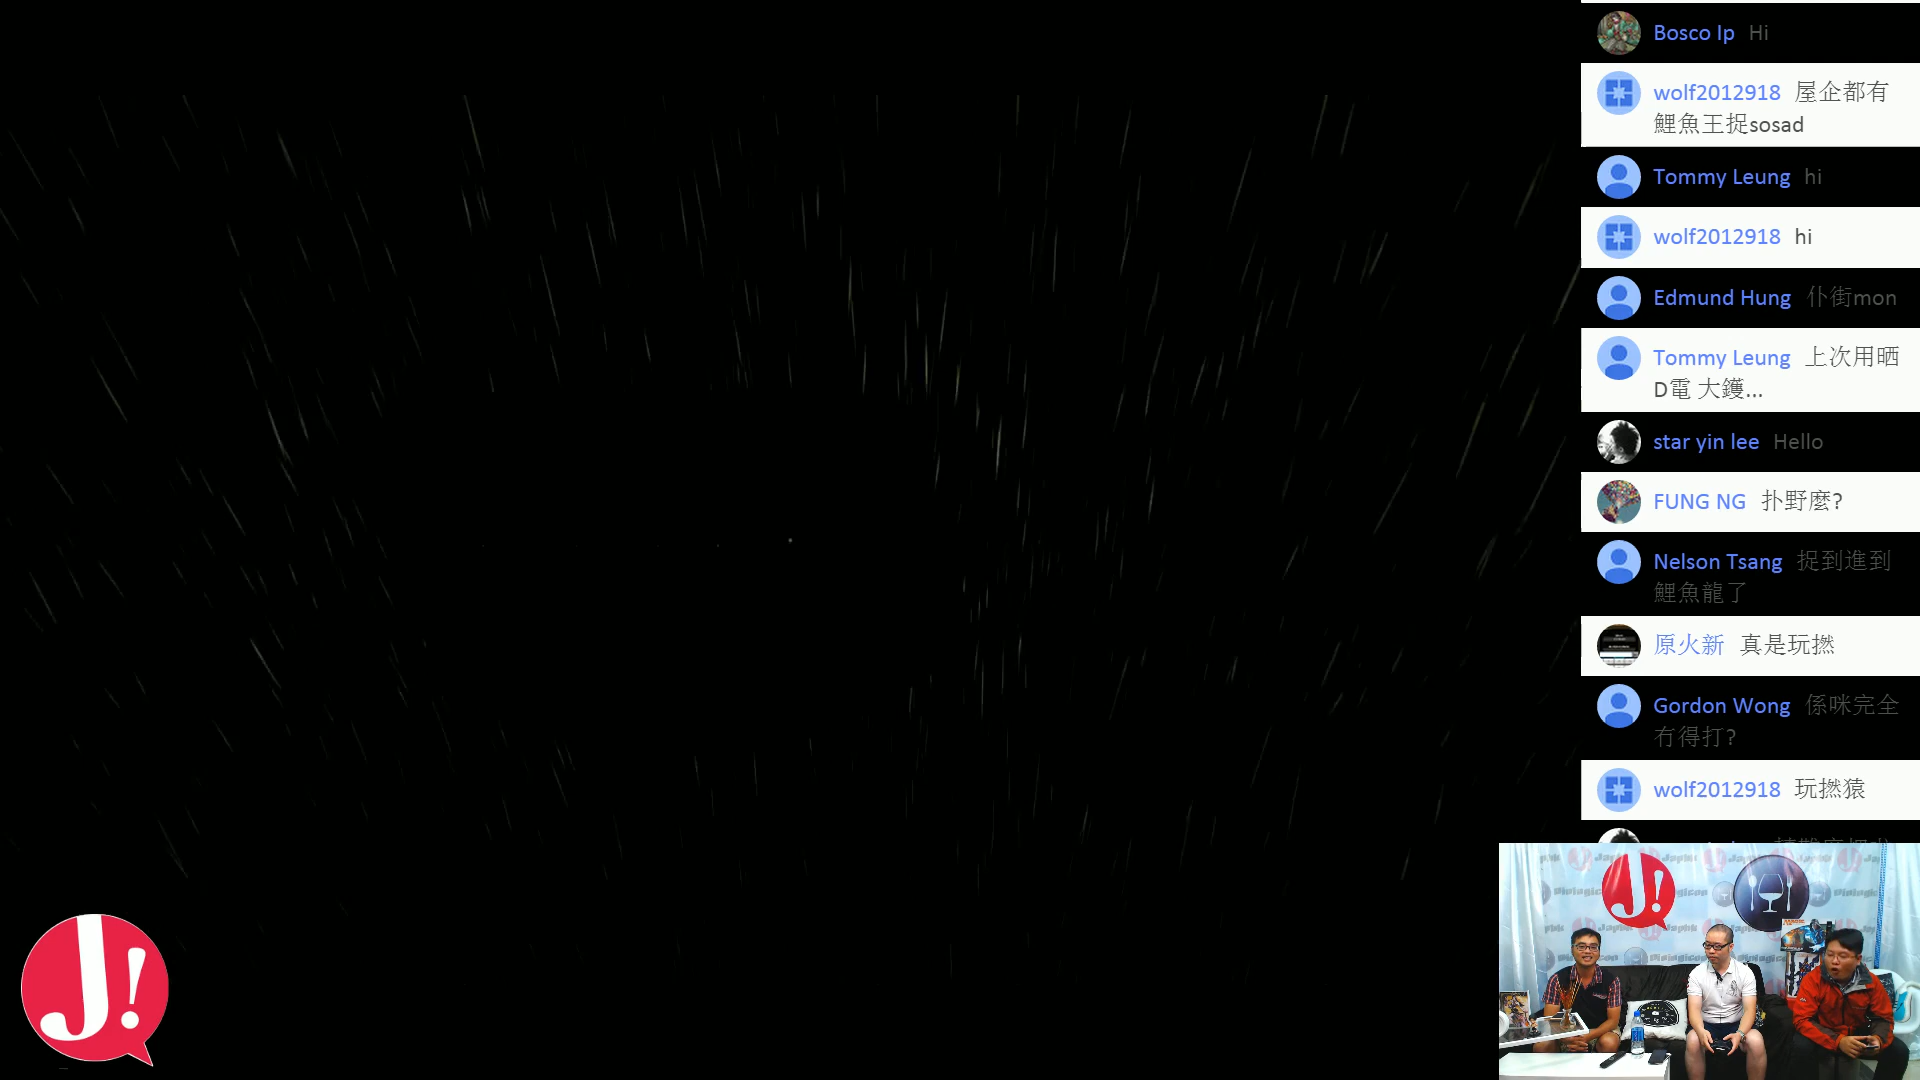 Bosco Ip Hi
wolf2012918 屋企都有
鯉魚王捉sosad
Tommy Leung hi
wolf2012918 hi
Edmund Hung 仆街mon
Tommy Leung 上次用晒
D電 大鑊...
star yin lee Hello
FUNG NG 扑野麼?
Nelson Tsang 捉到進到
鯉魚龍了
原火新 真是玩撚
Gordon Wong 係咪完全
冇得打?
wolf2012918 玩撚猿
J!
J!